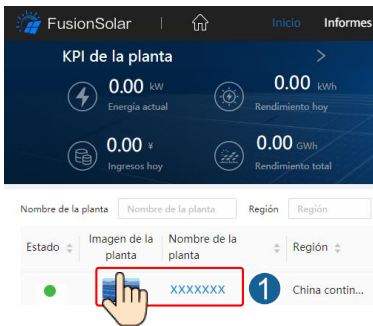 FusionSolar
Inicio Informes
KPI de la planta >
0.00 kW
Energía actual
0.00 kWh
Rendimiento hoy
0.00 ¥
Ingresos hoy
0.00 GWh
Rendimiento total
Nombre de la planta Nombre de la planta Región Región
Estado Imagen de la planta Nombre de la planta Región
XXXXXXX 1 China contin...